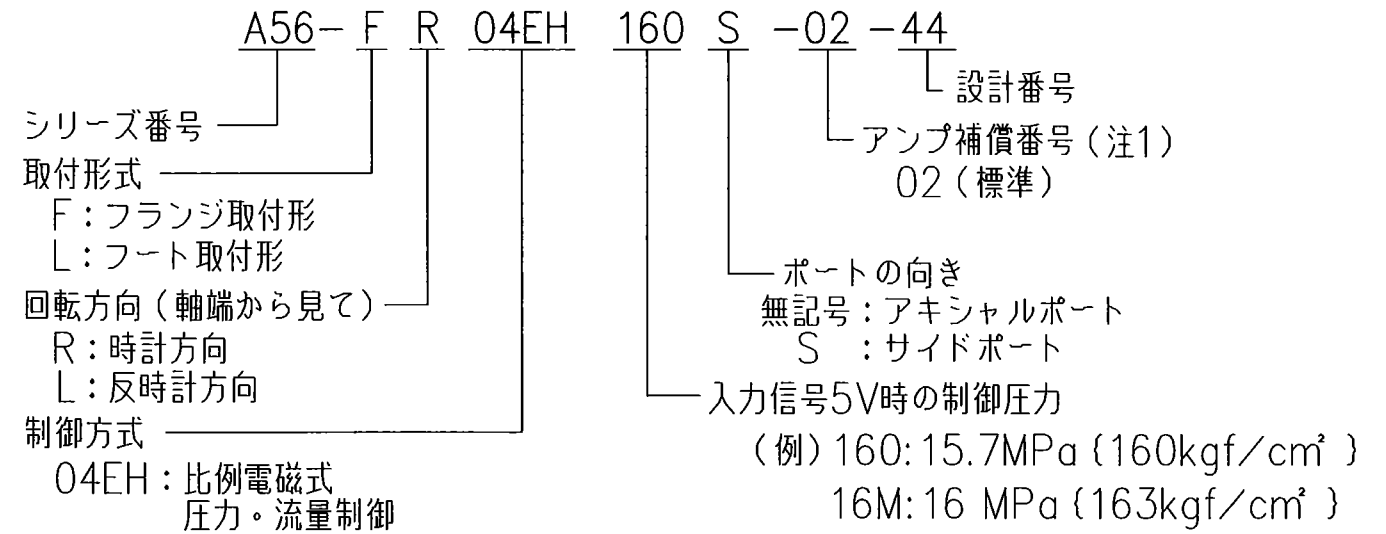 A56-FR04EH 160 S-02-44
設計番号
シリーズ番号
アンプ補償番号(注1)
02(標準)
取付形式
F:フランジ取付形
L:フート取付形
ポートの向き
無記号:アキシャルポート
S :サイドポート
回転方向(軸端から見て)
R:時計方向
L:反時計方向
入力信号5V時の制御圧力
(例)160:15.7MPa{160kgf/cm²}
16M:16 MPa{163kgf/cm²}
制御方式
04EH:比例電磁式
圧力・流量制御